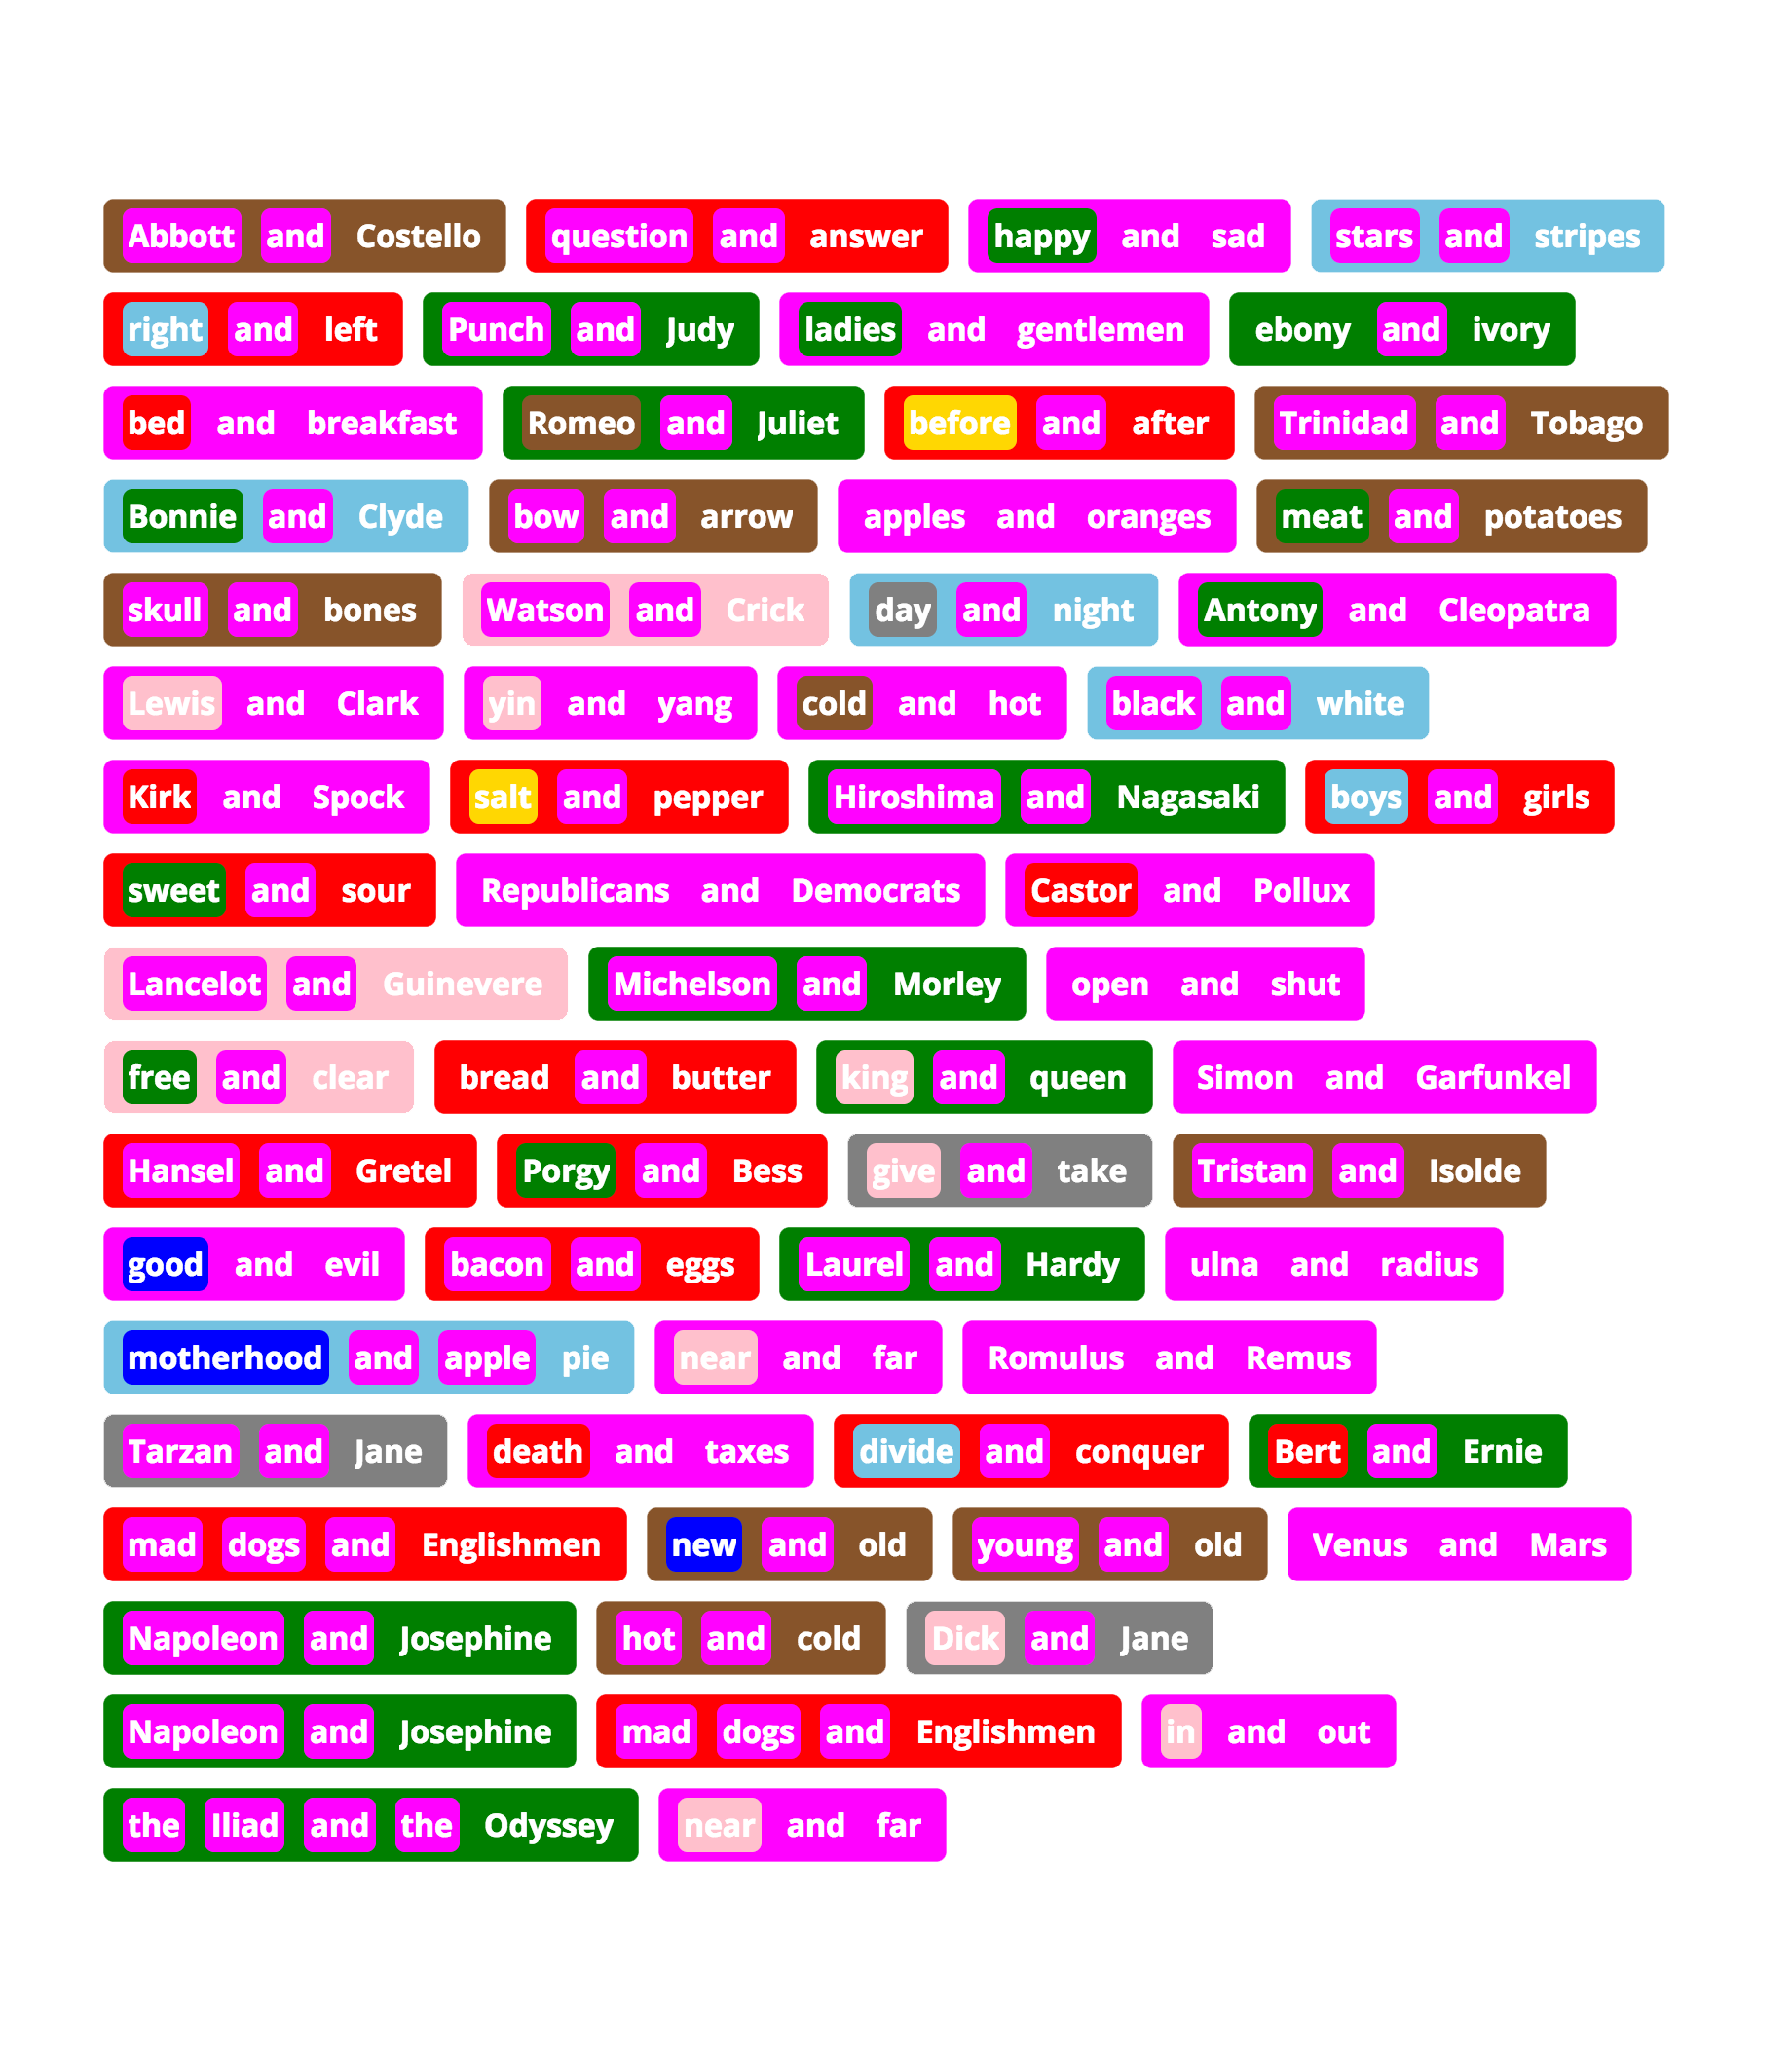 Abbott and Costello question and answer happy and sad stars and stripes
right and left Punch and Judy ladies and gentlemen ebony and ivory
bed and breakfast Romeo and Juliet before and after Trinidad and Tobago
Bonnie and Clyde bow and arrow apples and oranges meat and potatoes
skull and bones Watson and Crick day and night Antony and Cleopatra
Lewis and Clark yin and yang cold and hot black and white
Kirk and Spock salt and pepper Hiroshima and Nagasaki boys and girls
sweet and sour Republicans and Democrats Castor and Pollux
Lancelot and Guinevere Michelson and Morley open and shut
free and clear bread and butter king and queen Simon and Garfunkel
Hansel and Gretel Porgy and Bess give and take Tristan and Isolde
good and evil bacon and eggs Laurel and Hardy ulna and radius
motherhood and apple pie near and far Romulus and Remus
Tarzan and Jane death and taxes divide and conquer Bert and Ernie
mad dogs and Englishmen new and old young and old Venus and Mars
Napoleon and Josephine hot and cold Dick and Jane
Napoleon and Josephine mad dogs and Englishmen in and out
the Iliad and the Odyssey near and far